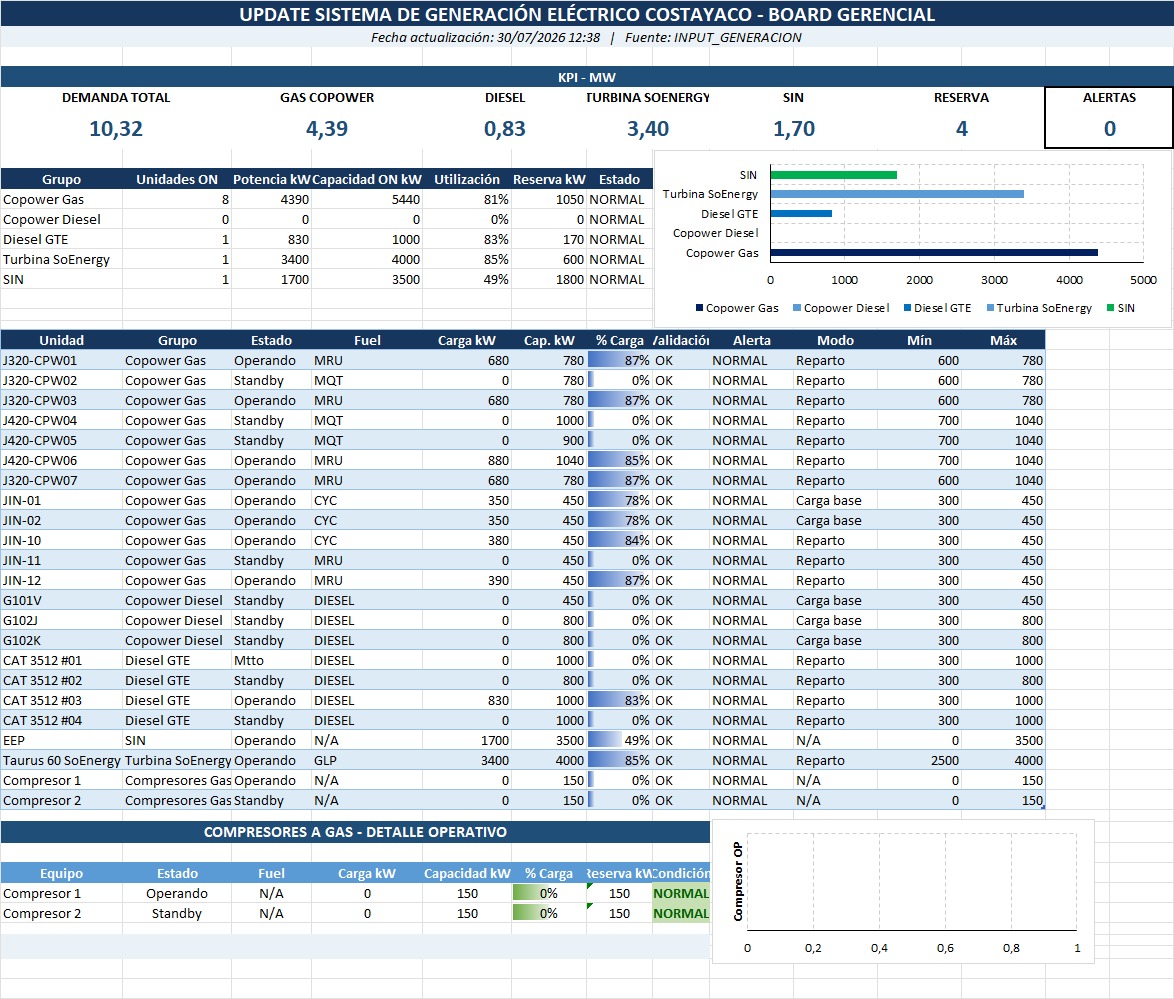 UPDATE SISTEMA DE GENERACIÓN ELÉCTRICO COSTAYACO - BOARD GERENCIAL
Fecha actualización: 30/07/2026 12:38 | Fuente: INPUT_GENERACION
KPI - MW
DEMANDA TOTAL GAS COPOWER DIESEL TURBINA SOENERGY SIN RESERVA ALERTAS
10,32 4,39 0,83 3,40 1,70 4 0
Grupo Unidades ON Potencia kW Capacidad ON kW Utilización Reserva kW Estado
Copower Gas 8 4390 5440 81% 1050 NORMAL
Copower Diesel 0 0 0 0% 0 NORMAL
Diesel GTE 1 830 1000 83% 170 NORMAL
Turbina SoEnergy 1 3400 4000 85% 600 NORMAL
SIN 1 1700 3500 49% 1800 NORMAL
SIN
Turbina SoEnergy
Diesel GTE
Copower Diesel
Copower Gas
0 1000 2000 3000 4000 5000
Copower Gas Copower Diesel Diesel GTE Turbina SoEnergy SIN
Unidad Grupo Estado Fuel Carga kW Cap. kW % Carga Validación Alerta Modo Mín Máx
J320-CPW01 Copower Gas Operando MRU 680 780 87% OK NORMAL Reparto 600 780
J320-CPW02 Copower Gas Standby MQT 0 780 0% OK NORMAL Reparto 600 780
J320-CPW03 Copower Gas Operando MRU 680 780 87% OK NORMAL Reparto 600 780
J420-CPW04 Copower Gas Standby MQT 0 1000 0% OK NORMAL Reparto 700 1040
J420-CPW05 Copower Gas Standby MQT 0 900 0% OK NORMAL Reparto 700 1040
J420-CPW06 Copower Gas Operando MRU 880 1040 85% OK NORMAL Reparto 700 1040
J320-CPW07 Copower Gas Operando MRU 680 780 87% OK NORMAL Reparto 600 1040
JIN-01 Copower Gas Operando CYC 350 450 78% OK NORMAL Carga base 300 450
JIN-02 Copower Gas Operando CYC 350 450 78% OK NORMAL Carga base 300 450
JIN-10 Copower Gas Operando CYC 380 450 84% OK NORMAL Reparto 300 450
JIN-11 Copower Gas Standby MRU 0 450 0% OK NORMAL Reparto 300 450
JIN-12 Copower Gas Operando MRU 390 450 87% OK NORMAL Reparto 300 450
G101V Copower Diesel Standby DIESEL 0 450 0% OK NORMAL Carga base 300 450
G102J Copower Diesel Standby DIESEL 0 800 0% OK NORMAL Carga base 300 800
G102K Copower Diesel Standby DIESEL 0 800 0% OK NORMAL Carga base 300 800
CAT 3512 #01 Diesel GTE Mtto DIESEL 0 1000 0% OK NORMAL Reparto 300 1000
CAT 3512 #02 Diesel GTE Standby DIESEL 0 800 0% OK NORMAL Reparto 300 800
CAT 3512 #03 Diesel GTE Operando DIESEL 830 1000 83% OK NORMAL Reparto 300 1000
CAT 3512 #04 Diesel GTE Standby DIESEL 0 1000 0% OK NORMAL Reparto 300 1000
EEP SIN Operando N/A 1700 3500 49% OK NORMAL N/A 0 3500
Taurus 60 SoEnergy Turbina SoEnergy Operando GLP 3400 4000 85% OK NORMAL Reparto 2500 4000
Compresor 1 Compresores Gas Operando N/A 0 150 0% OK NORMAL N/A 0 150
Compresor 2 Compresores Gas Standby N/A 0 150 0% OK NORMAL N/A 0 150
COMPRESORES A GAS - DETALLE OPERATIVO
Equipo Estado Fuel Carga kW Capacidad kW % Carga Reserva kW Condición
Compresor 1 Operando N/A 0 150 0% 150 NORMAL
Compresor 2 Standby N/A 0 150 0% 150 NORMAL
Compresor OP
0 0,2 0,4 0,6 0,8 1